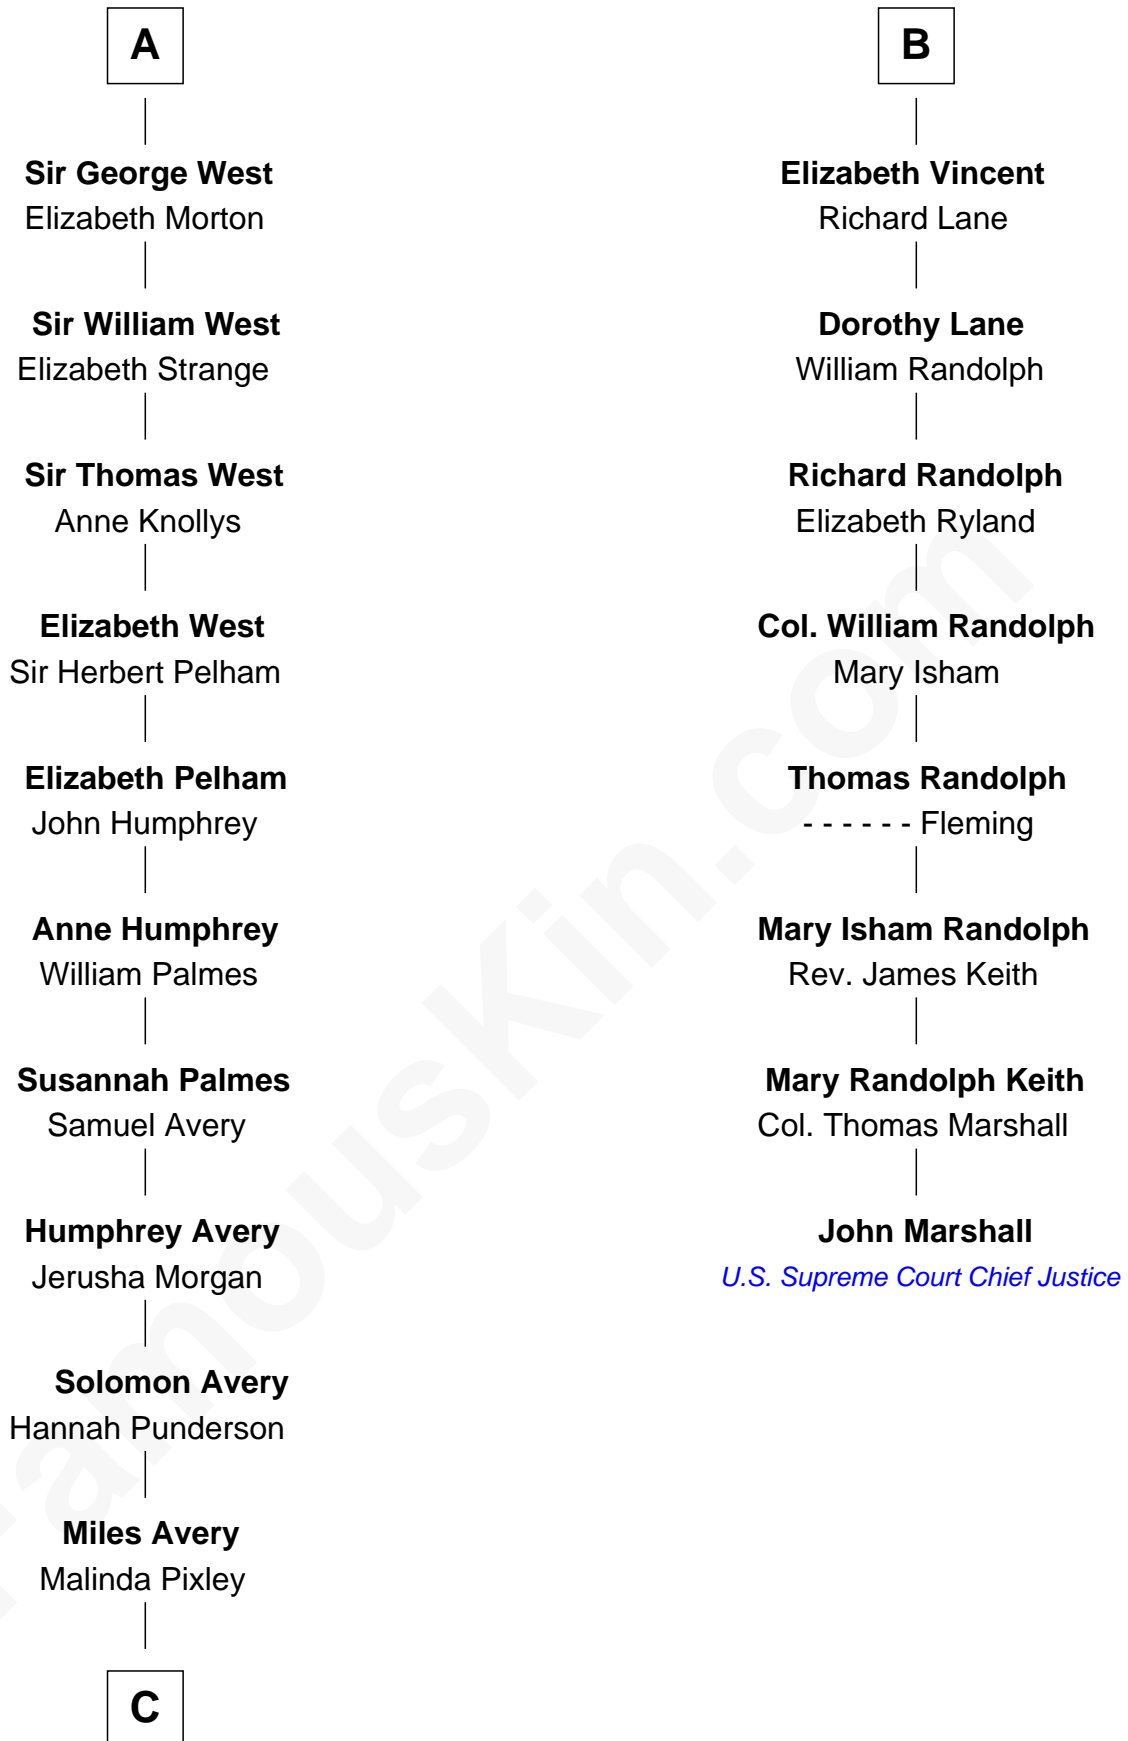 A
Sir George West
Elizabeth Morton
Sir William West
Elizabeth Strange
Sir Thomas West
Anne Knollys
Elizabeth West
Sir Herbert Pelham
Elizabeth Pelham
John Humphrey
Anne Humphrey
William Palmes
Susannah Palmes
Samuel Avery
Humphrey Avery
Jerusha Morgan
Solomon Avery
Hannah Punderson
Miles Avery
Malinda Pixley
C
B
Elizabeth Vincent
Richard Lane
Dorothy Lane
William Randolph
Richard Randolph
Elizabeth Ryland
Col. William Randolph
Mary Isham
Thomas Randolph
- - - - - - Fleming
Mary Isham Randolph
Rev. James Keith
Mary Randolph Keith
Col. Thomas Marshall
John Marshall
U.S. Supreme Court Chief Justice
FamousKin.com